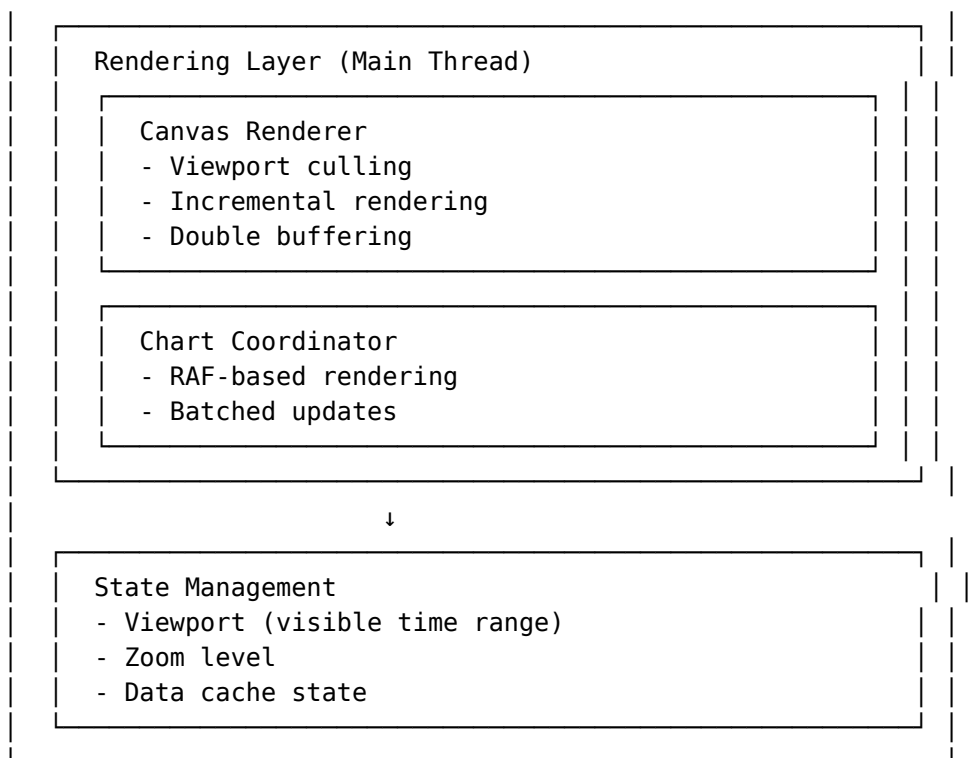 Rendering Layer (Main Thread)
Canvas Renderer
- Viewport culling
- Incremental rendering
- Double buffering
Chart Coordinator
- RAF-based rendering
- Batched updates
↓
State Management
- Viewport (visible time range)
- Zoom level
- Data cache state